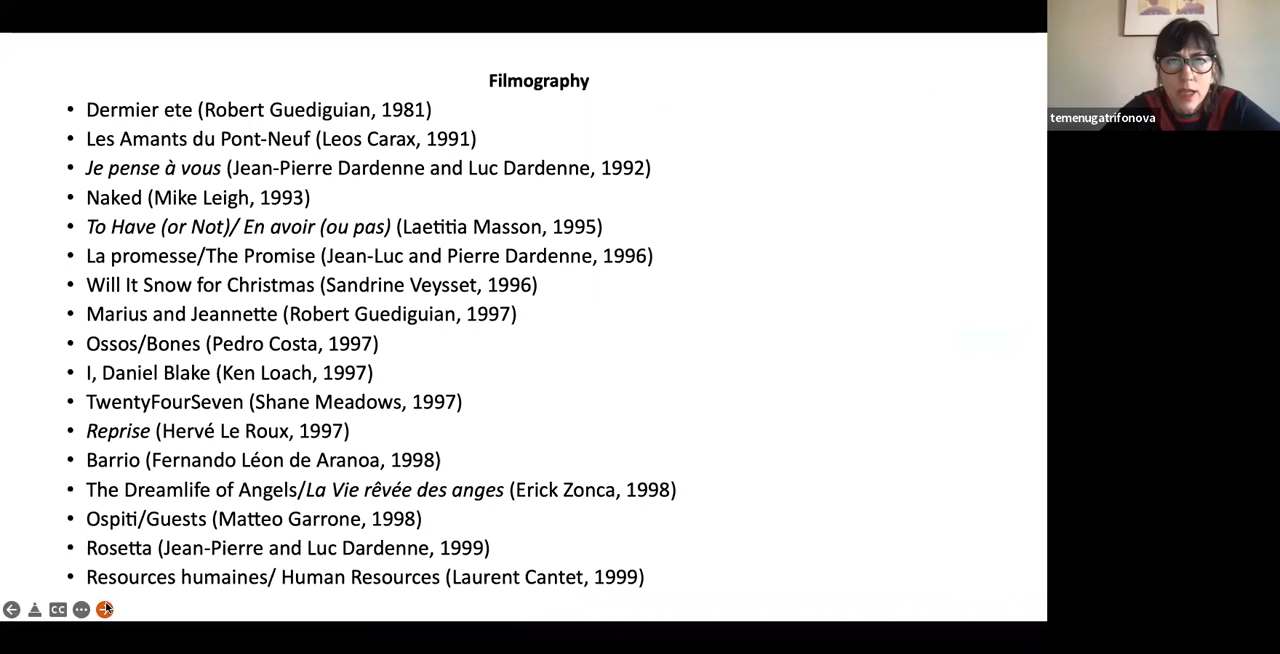 Filmography
• Dermier ete (Robert Guediguian, 1981)
• Les Amants du Pont-Neuf (Leos Carax, 1991)
• Je pense à vous (Jean-Pierre Dardenne and Luc Dardenne, 1992)
• Naked (Mike Leigh, 1993)
• To Have (or Not)/ En avoir (ou pas) (Laetitia Masson, 1995)
• La promesse/The Promise (Jean-Luc and Pierre Dardenne, 1996)
• Will It Snow for Christmas (Sandrine Veysset, 1996)
• Marius and Jeannette (Robert Guediguian, 1997)
• Ossos/Bones (Pedro Costa, 1997)
• I, Daniel Blake (Ken Loach, 1997)
• TwentyFourSeven (Shane Meadows, 1997)
• Reprise (Hervé Le Roux, 1997)
• Barrio (Fernando Léon de Aranoa, 1998)
• The Dreamlife of Angels/La Vie rêvée des anges (Erick Zonca, 1998)
• Ospiti/Guests (Matteo Garrone, 1998)
• Rosetta (Jean-Pierre and Luc Dardenne, 1999)
• Resources humaines/ Human Resources (Laurent Cantet, 1999)
CC
temenugatrifonova